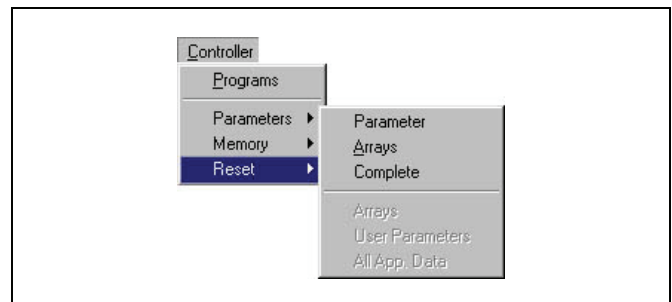 Controller
Programs
Parameters
Memory
Reset
Parameter
Arrays
Complete
Arrays
User Parameters
All App. Data